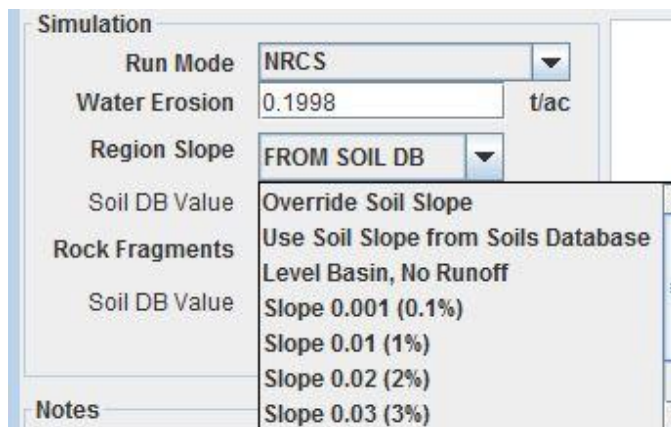 Simulation
Run Mode NRCS
Water Erosion 0.1998 t/ac
Region Slope FROM SOIL DB
Soil DB Value Override Soil Slope
Use Soil Slope from Soils Database
Rock Fragments
Level Basin, No Runoff
Soil DB Value Slope 0.001 (0.1%)
Slope 0.01 (1%)
Slope 0.02 (2%)
Notes Slope 0.03 (3%)